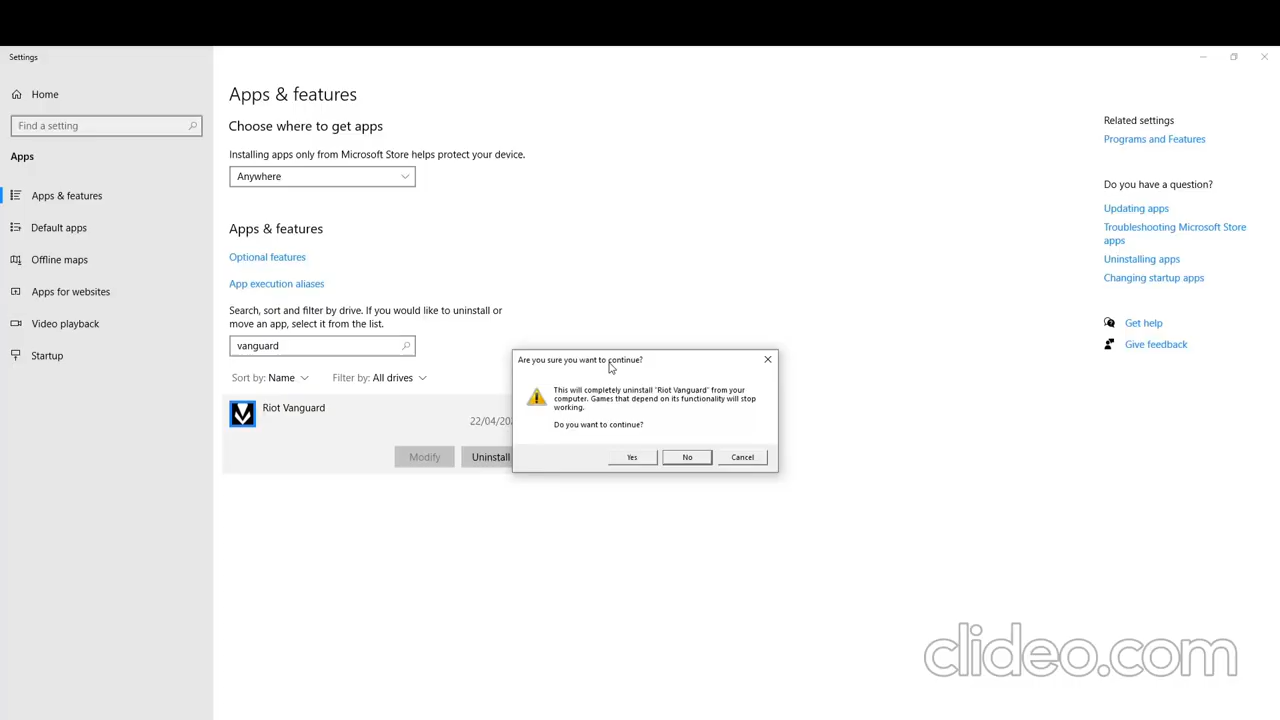 Settings
Home
Find a setting
Apps
Apps & features
Default apps
Offline maps
Apps for websites
Video playback
Startup
Apps & features
Choose where to get apps
Installing apps only from Microsoft Store helps protect your device.
Anywhere
Apps & features
Optional features
App execution aliases
Search, sort and filter by drive. If you would like to uninstall or
move an app, select it from the list.
vanguard
Sort by: Name
Filter by: All drives
Riot Vanguard
22/04/20
Modify
Uninstall
Are you sure you want to continue?
This will completely uninstall 'Riot Vanguard' from your
computer. Games that depend on its functionality will stop
working.
Do you want to continue?
Yes
No
Cancel
Related settings
Programs and Features
Do you have a question?
Updating apps
Troubleshooting Microsoft Store
apps
Uninstalling apps
Changing startup apps
Get help
Give feedback
clideo.com